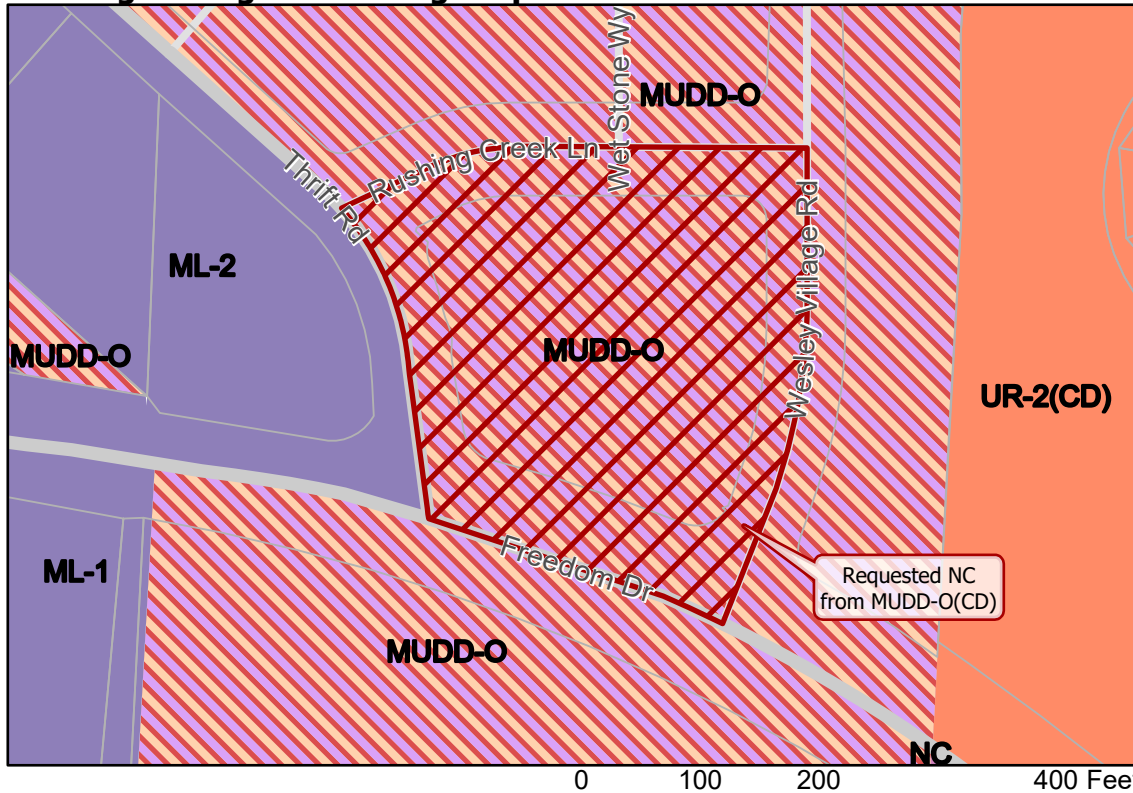 MUDD-O
Wet Stone Wy
Rushing Creek Ln
Thrift Rd
Wesley Village Rd
ML-2
MUDD-O
MUDD-O
UR-2(CD)
Freedom Dr
ML-1
Requested NC
from MUDD-O(CD)
MUDD-O
NC
0 100 200 400 Feet